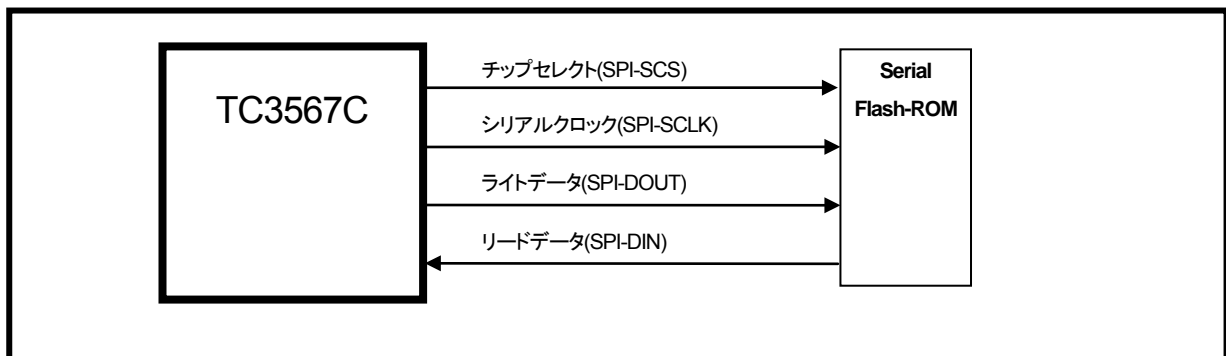 TC3567C
チップセレクト(SPI-SCS)
シリアルクロック(SPI-SCLK)
ライトデータ(SPI-DOUT)
リードデータ(SPI-DIN)
Serial
Flash-ROM